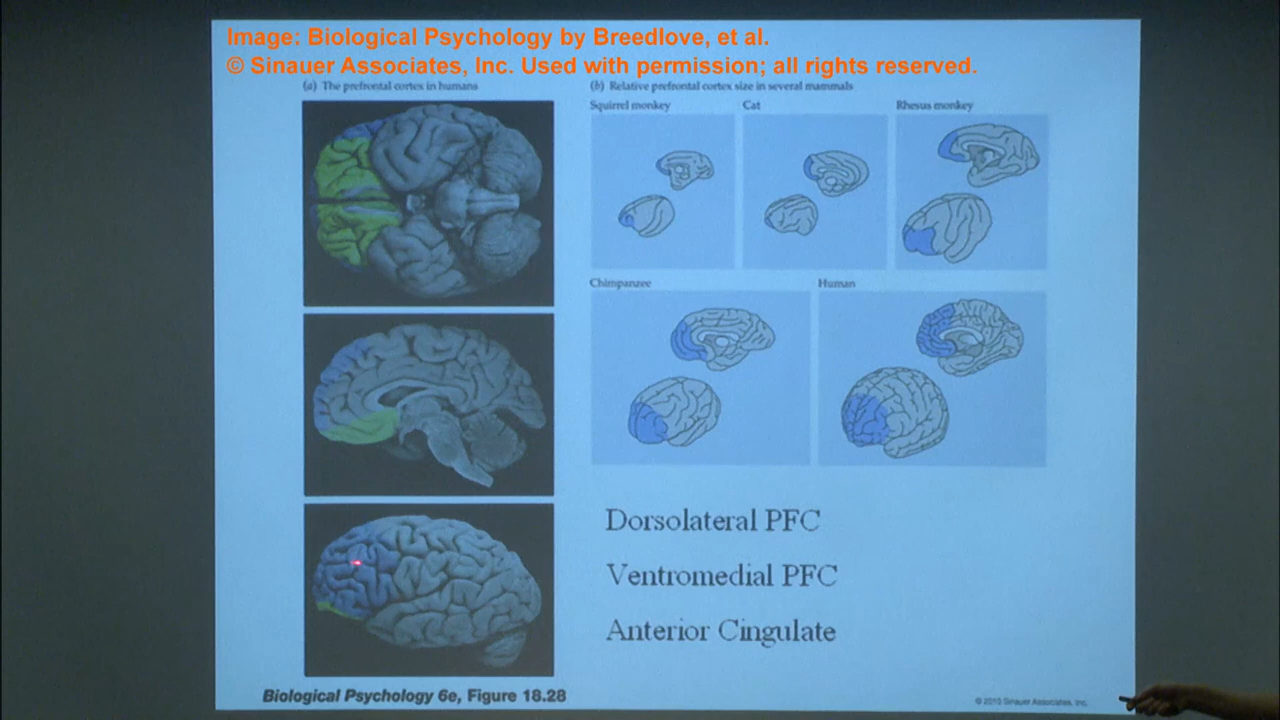 Image: Biological Psychology by Breedlove, et al.
© Sinauer Associates, Inc. Used with permission; all rights reserved.
(a) The prefrontal cortex in humans
(b) Relative prefrontal cortex size in several mammals
Squirrel monkey
Cat
Rhesus monkey
Chimpanzee
Human
Dorsolateral PFC
Ventromedial PFC
Anterior Cingulate
Biological Psychology 6e, Figure 18.28
© 2010 Sinauer Associates, Inc.